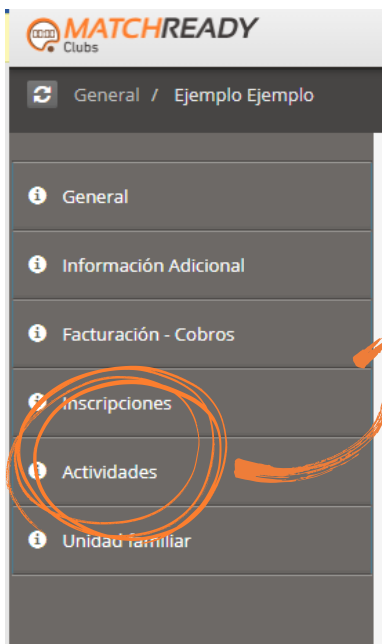 MATCHREADY
Clubs
General / Ejemplo Ejemplo
General
Información Adicional
Facturación - Cobros
Inscripciones
Actividades
Unidad familiar